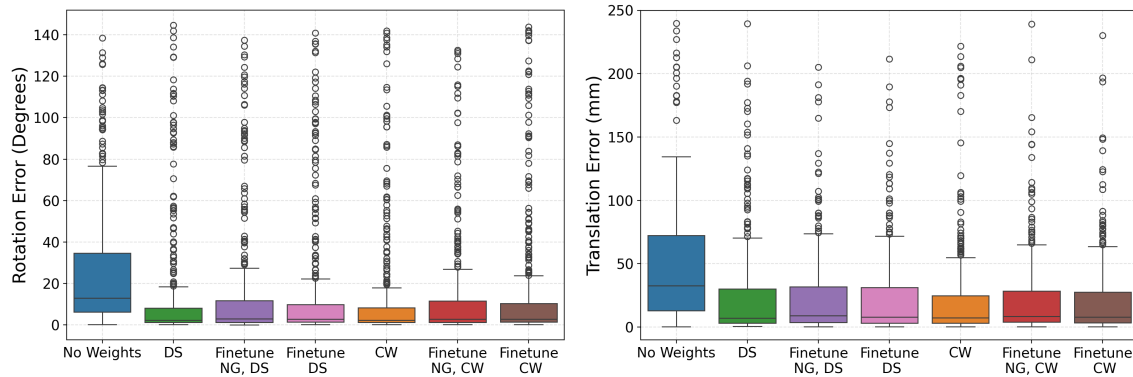 Rotation Error (Degrees)
140
120
100
80
60
40
20
0
No Weights
DS
Finetune
NG, DS
Finetune
DS
CW
Finetune
NG, CW
Finetune
CW
Translation Error (mm)
250
200
150
100
50
0
No Weights
DS
Finetune
NG, DS
Finetune
DS
CW
Finetune
NG, CW
Finetune
CW